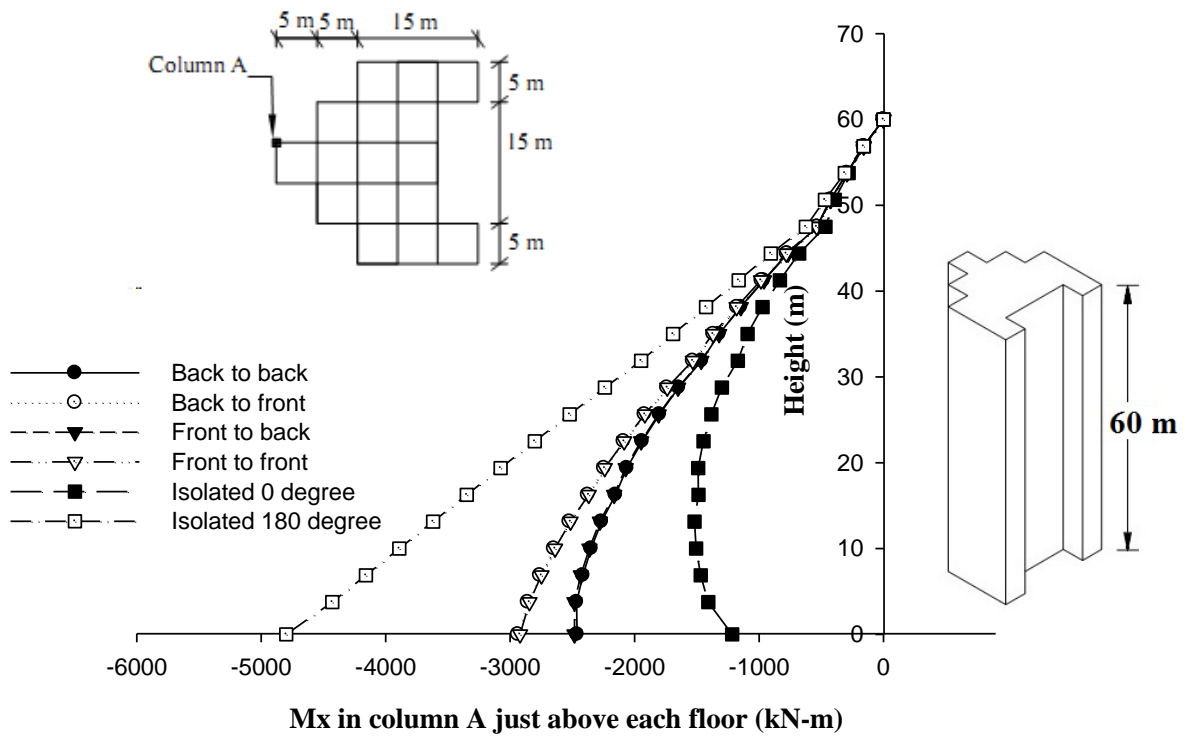 5 m 5 m 15 m
Column A
5 m
15 m
5 m
70
60
50
40
30
20
10
0
Height (m)
Back to back
Back to front
Front to back
Front to front
Isolated 0 degree
Isolated 180 degree
60 m
-6000 -5000 -4000 -3000 -2000 -1000 0
Mx in column A just above each floor (kN-m)